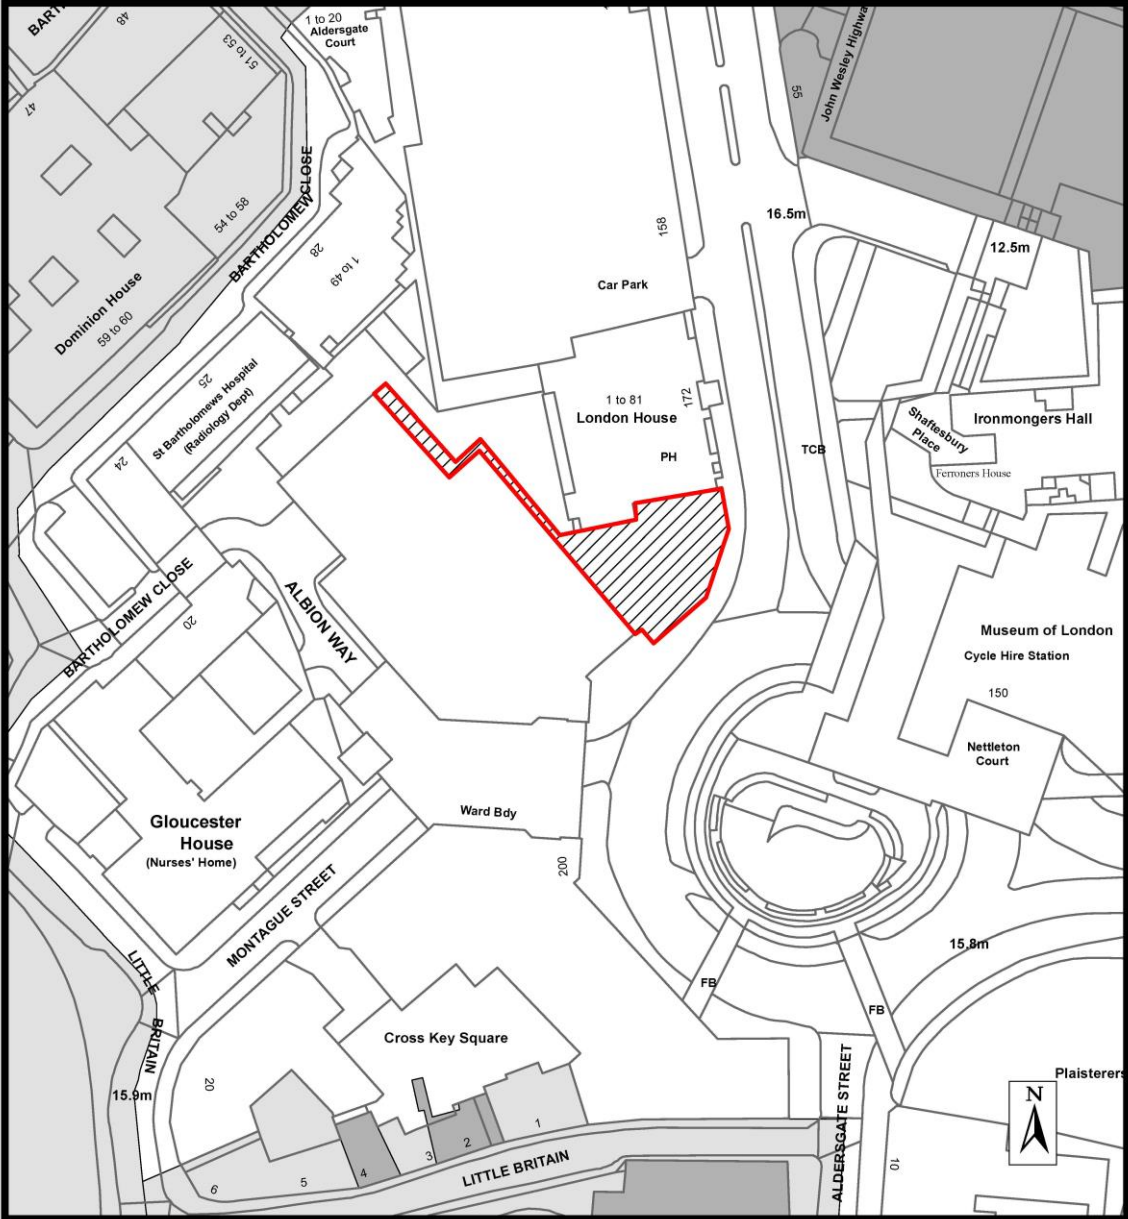 BARTH
48
1 to 20
Aldersgate
Court
51 to 53
47
55
John Wesley Highwa
BARTHOLOMEW CLOSE
54 to 58
28
1 to 49
158
16.5m
12.5m
Dominion House
59 to 60
Car Park
25
St Bartholomews Hospital
(Radiology Dept)
24
1 to 81
London House
172
PH
TCB
Shaftesbury
Place
Ironmongers Hall
Ferroners House
BARTHOLOMEW CLOSE
20
ALBION WAY
Museum of London
Cycle Hire Station
150
Nettleton
Court
Gloucester
House
(Nurses' Home)
Ward Bdy
200
MONTAGUE STREET
LITTLE
BRITAIN
15.8m
FB
FB
Cross Key Square
15.9m
20
ALDERSGATE STREET
Plaisterers
N
1
2
3
4
5
6
LITTLE BRITAIN
10